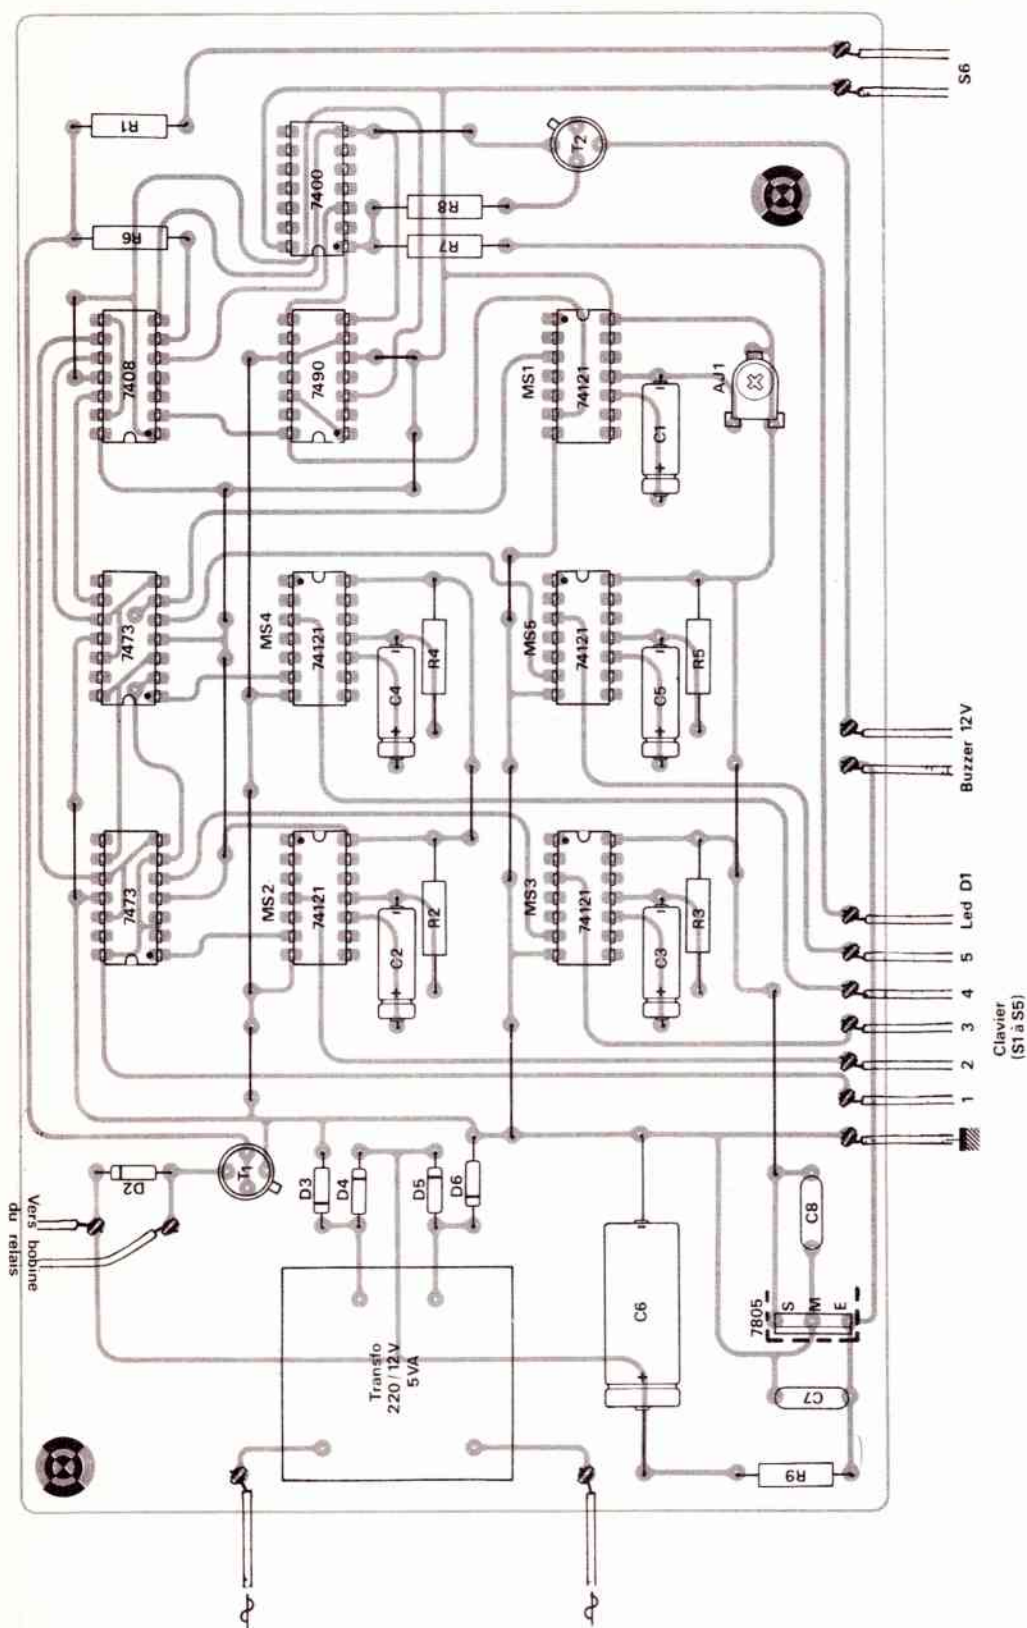 S6
R1
7400
T2
R8
R6
R7
7408
7490
MS1
74121
AJ1
C1
7473
MS4
74121
R4
C4
MS5
74121
R5
C5
Buzzer 12V
7473
MS2
74121
R2
C2
MS3
74121
R3
C3
Led D1
5
4
3
2
1
Clavier
(S1 à S5)
D2
T1
D3
D4
D5
D6
Vers bobine
du relais
C8
7805
S
M
E
C6
Transfo
220/12V
5VA
C7
R9